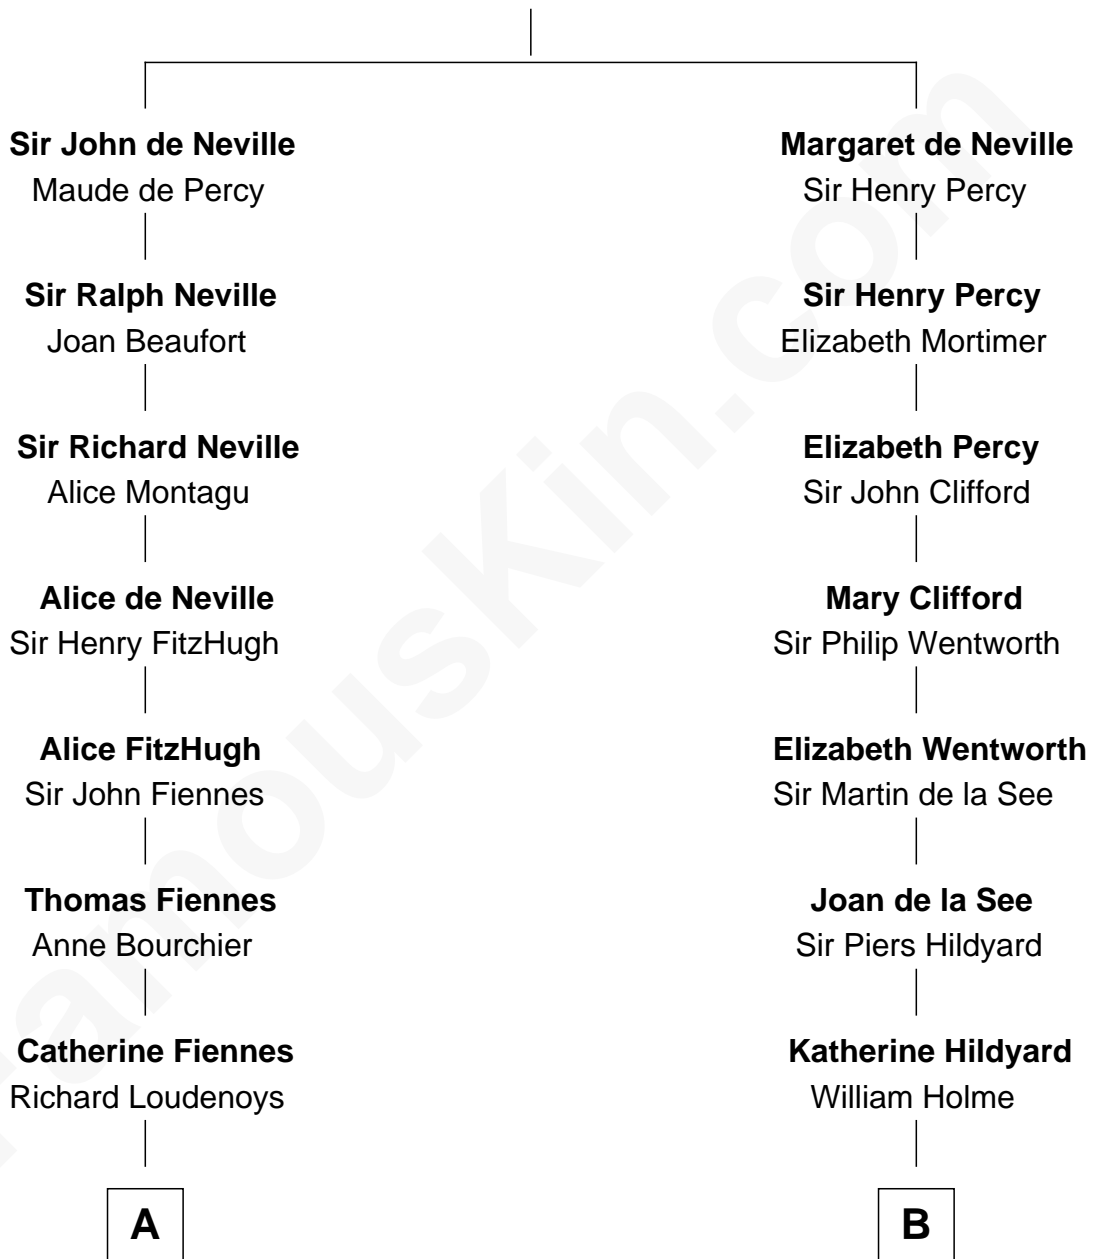 Sir John de Neville
Maude de Percy
Sir Ralph Neville
Joan Beaufort
Sir Richard Neville
Alice Montagu
Alice de Neville
Sir Henry FitzHugh
Alice FitzHugh
Sir John Fiennes
Thomas Fiennes
Anne Bourchier
Catherine Fiennes
Richard Loudenoys
A
Margaret de Neville
Sir Henry Percy
Sir Henry Percy
Elizabeth Mortimer
Elizabeth Percy
Sir John Clifford
Mary Clifford
Sir Philip Wentworth
Elizabeth Wentworth
Sir Martin de la See
Joan de la See
Sir Piers Hildyard
Katherine Hildyard
William Holme
B
FamousKin.com